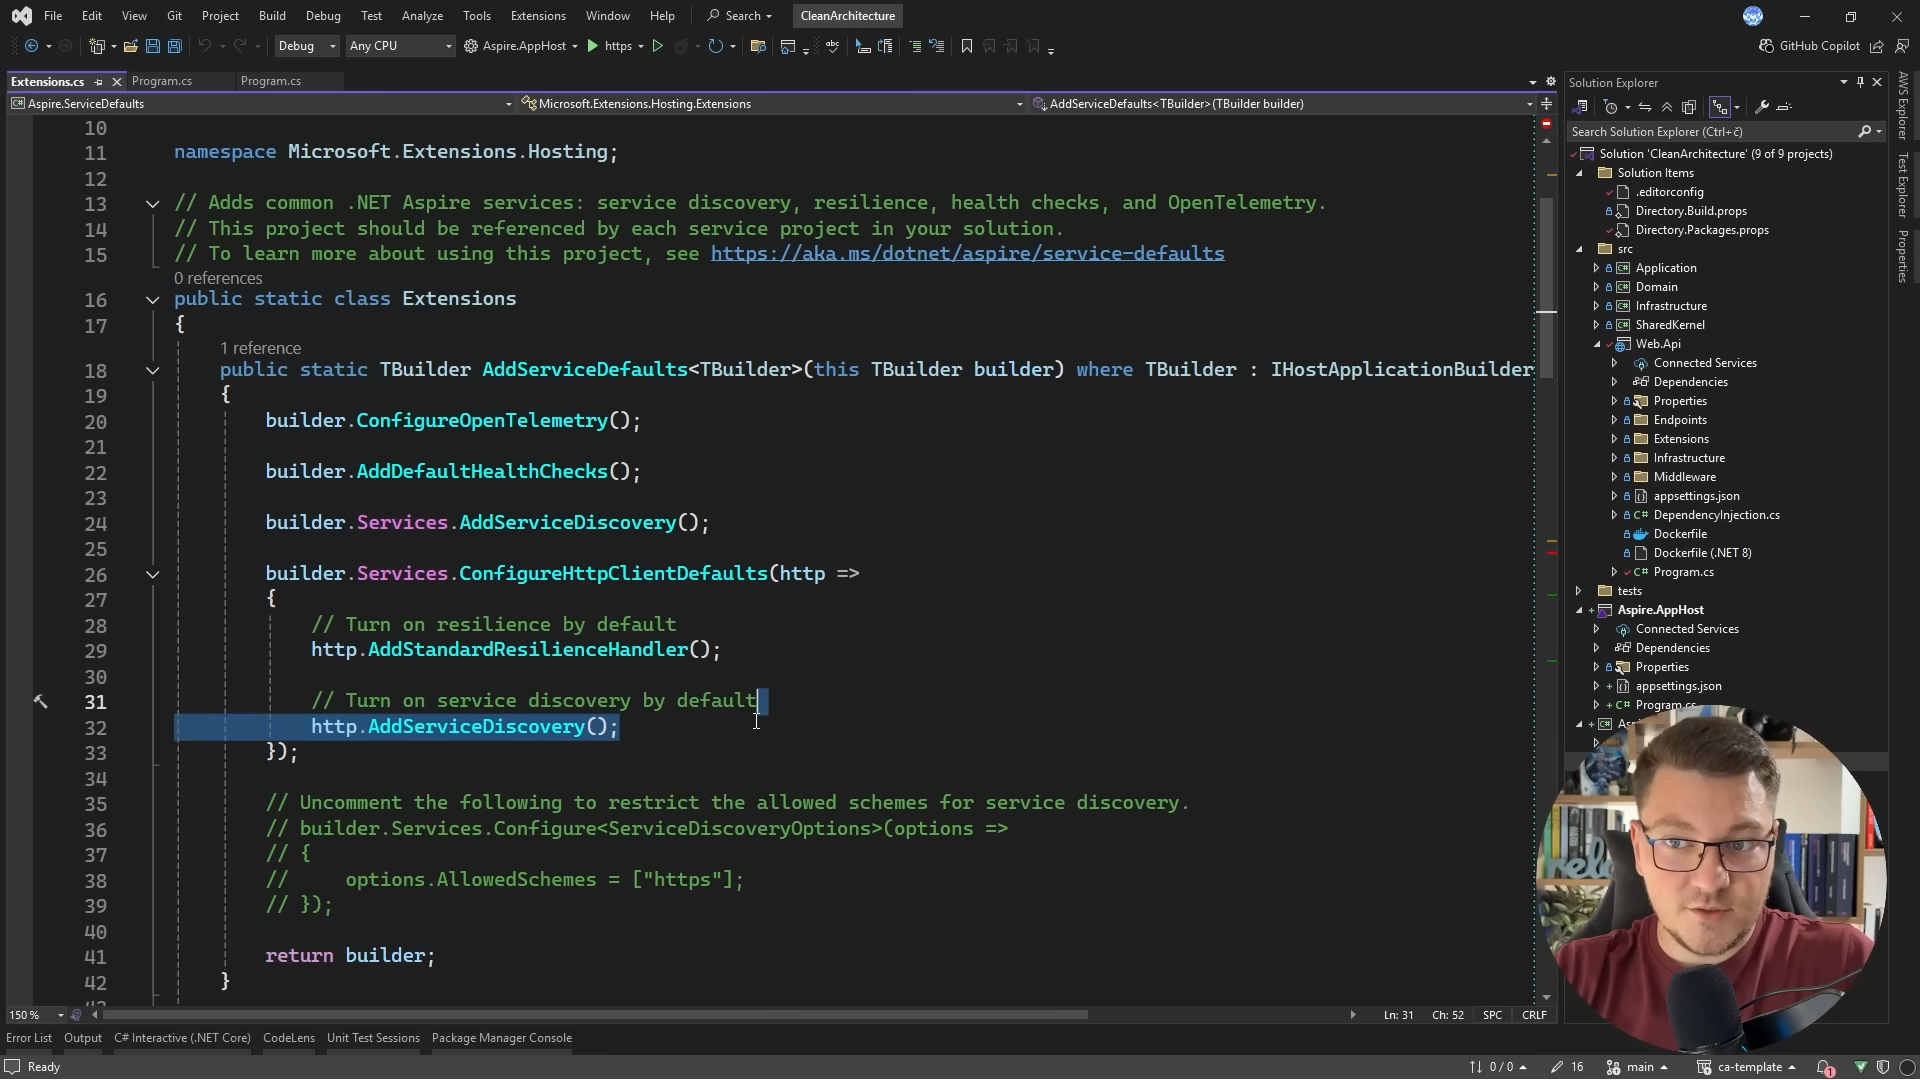 File Edit View Git Project Build Debug Test Analyze Tools Extensions Window Help Search CleanArchitecture
Debug Any CPU Aspire.AppHost https GitHub Copilot
Extensions.cs Program.cs Program.cs
Aspire.ServiceDefaults Microsoft.Extensions.Hosting.Extensions AddServiceDefaults<TBuilder>(TBuilder builder)
10
11 namespace Microsoft.Extensions.Hosting;
12
13 // Adds common .NET Aspire services: service discovery, resilience, health checks, and OpenTelemetry.
14 // This project should be referenced by each service project in your solution.
15 // To learn more about using this project, see https://aka.ms/dotnet/aspire/service-defaults
0 references
16 public static class Extensions
17 {
1 reference
18 public static TBuilder AddServiceDefaults<TBuilder>(this TBuilder builder) where TBuilder : IHostApplicationBuilder
19 {
20 builder.ConfigureOpenTelemetry();
21
22 builder.AddDefaultHealthChecks();
23
24 builder.Services.AddServiceDiscovery();
25
26 builder.Services.ConfigureHttpClientDefaults(http =>
27 {
28 // Turn on resilience by default
29 http.AddStandardResilienceHandler();
30
31 // Turn on service discovery by default
32 http.AddServiceDiscovery();
33 });
34
35 // Uncomment the following to restrict the allowed schemes for service discovery.
36 // builder.Services.Configure<ServiceDiscoveryOptions>(options =>
37 // {
38 //     options.AllowedSchemes = ["https"];
39 // });
40
41 return builder;
42 }
150 % Ln: 31 Ch: 52 SPC CRLF
Error List Output C# Interactive (.NET Core) CodeLens Unit Test Sessions Package Manager Console
Ready 0 / 0 16 main ca-template 1
Solution Explorer
Search Solution Explorer (Ctrl+č)
Solution 'CleanArchitecture' (9 of 9 projects)
Solution Items
.editorconfig
Directory.Build.props
Directory.Packages.props
src
Application
Domain
Infrastructure
SharedKernel
Web.Api
Connected Services
Dependencies
Properties
Endpoints
Extensions
Infrastructure
Middleware
appsettings.json
DependencyInjection.cs
Dockerfile
Dockerfile (.NET 8)
Program.cs
tests
Aspire.AppHost
Connected Services
Dependencies
Properties
appsettings.json
Program.cs
AWS Explorer
Test Explorer
Properties